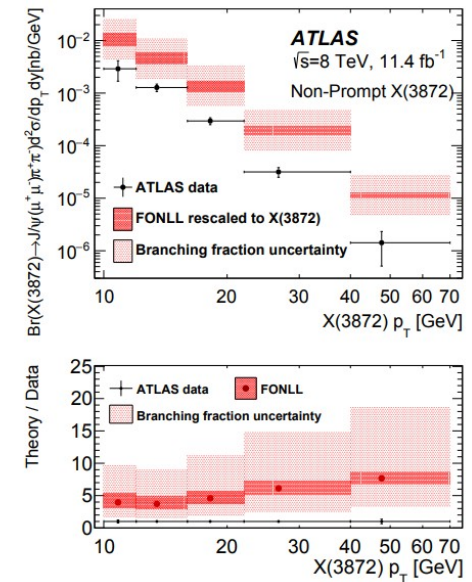 ATLAS
√s=8 TeV, 11.4 fb⁻¹
Non-Prompt X(3872)
Br(X(3872)→J/ψ(μ⁺μ⁻)π⁺π⁻)d²σ/dp_T dy[nb/GeV]
10⁻²
10⁻³
10⁻⁴
10⁻⁵
10⁻⁶
ATLAS data
FONLL rescaled to X(3872)
Branching fraction uncertainty
10 20 30 40 50 60 70
X(3872) p_T [GeV]
Theory / Data
25
20
15
10
5
0
ATLAS data FONLL
Branching fraction uncertainty
10 20 30 40 50 60 70
X(3872) p_T [GeV]